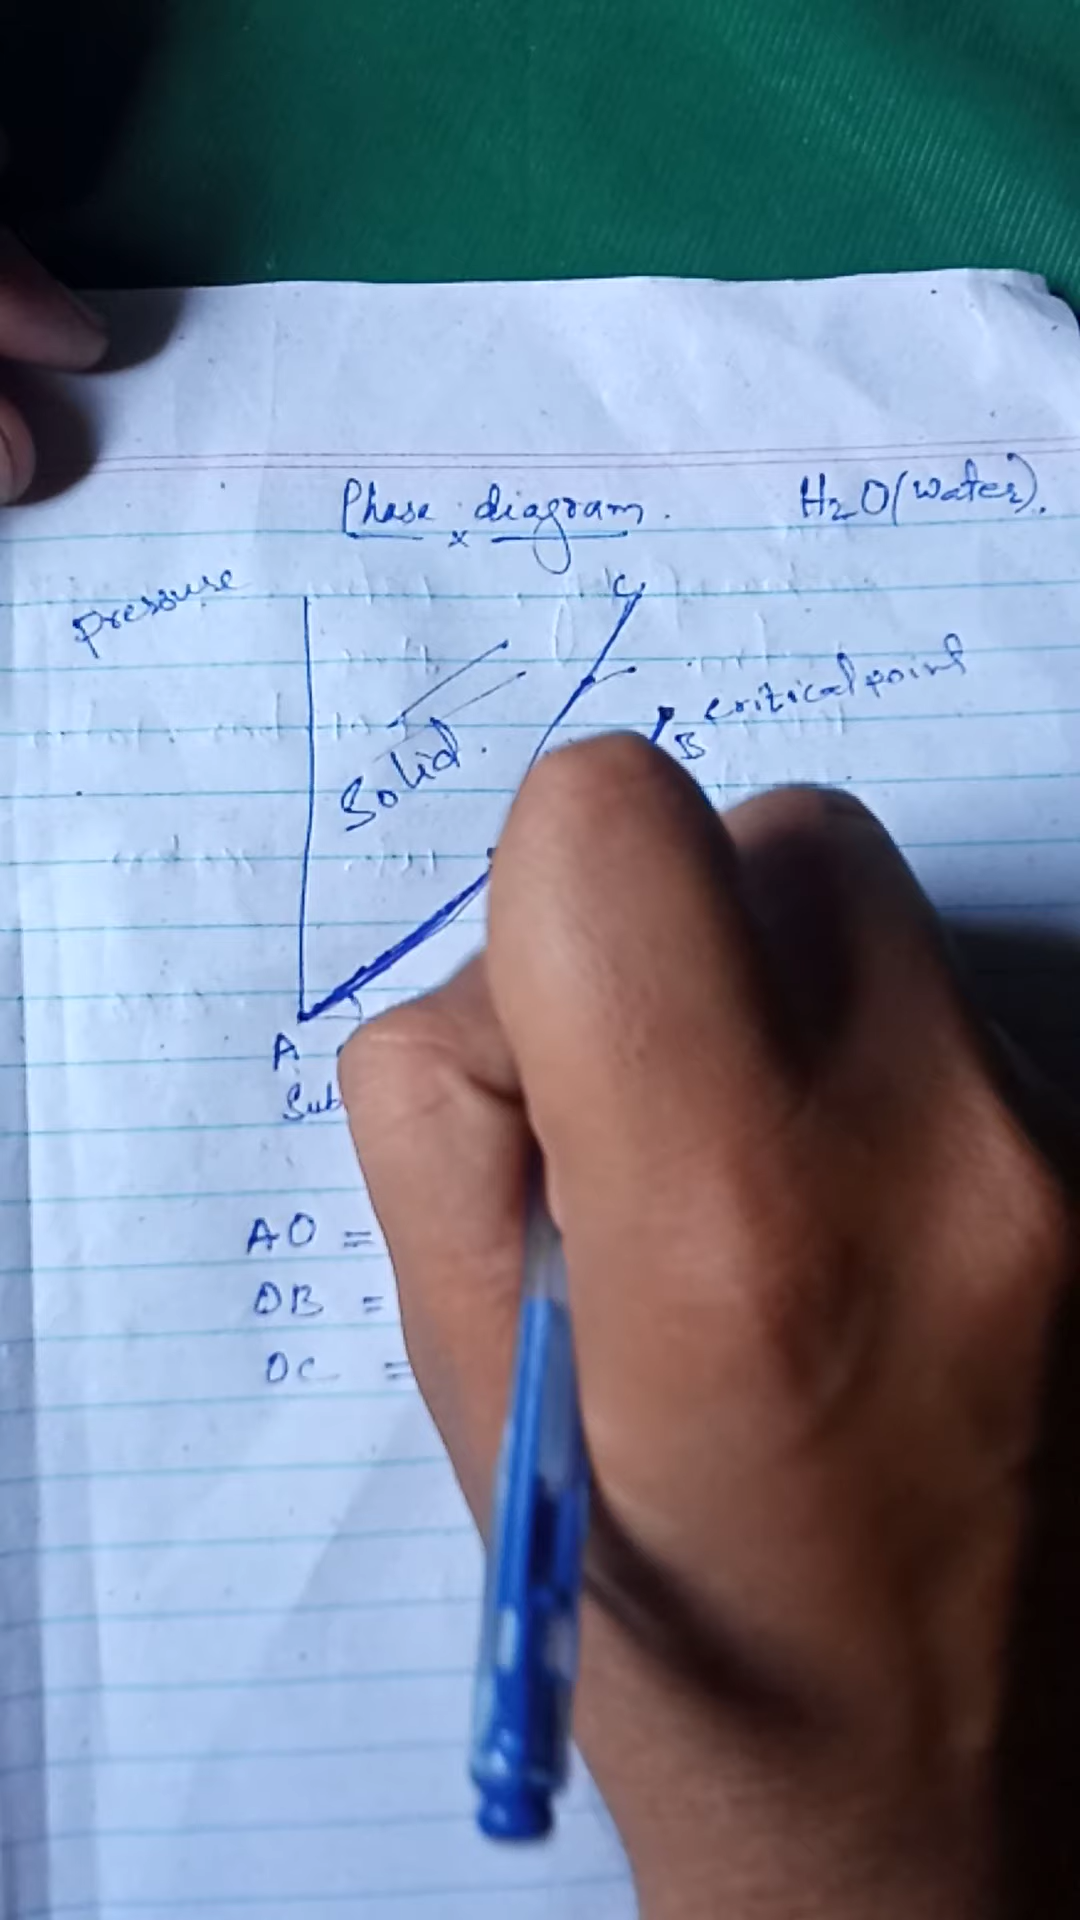 Phase diagram.
H2O(water).
pressure
C
critical point
B
Solid.
A
Sub
AO =
OB =
OC =